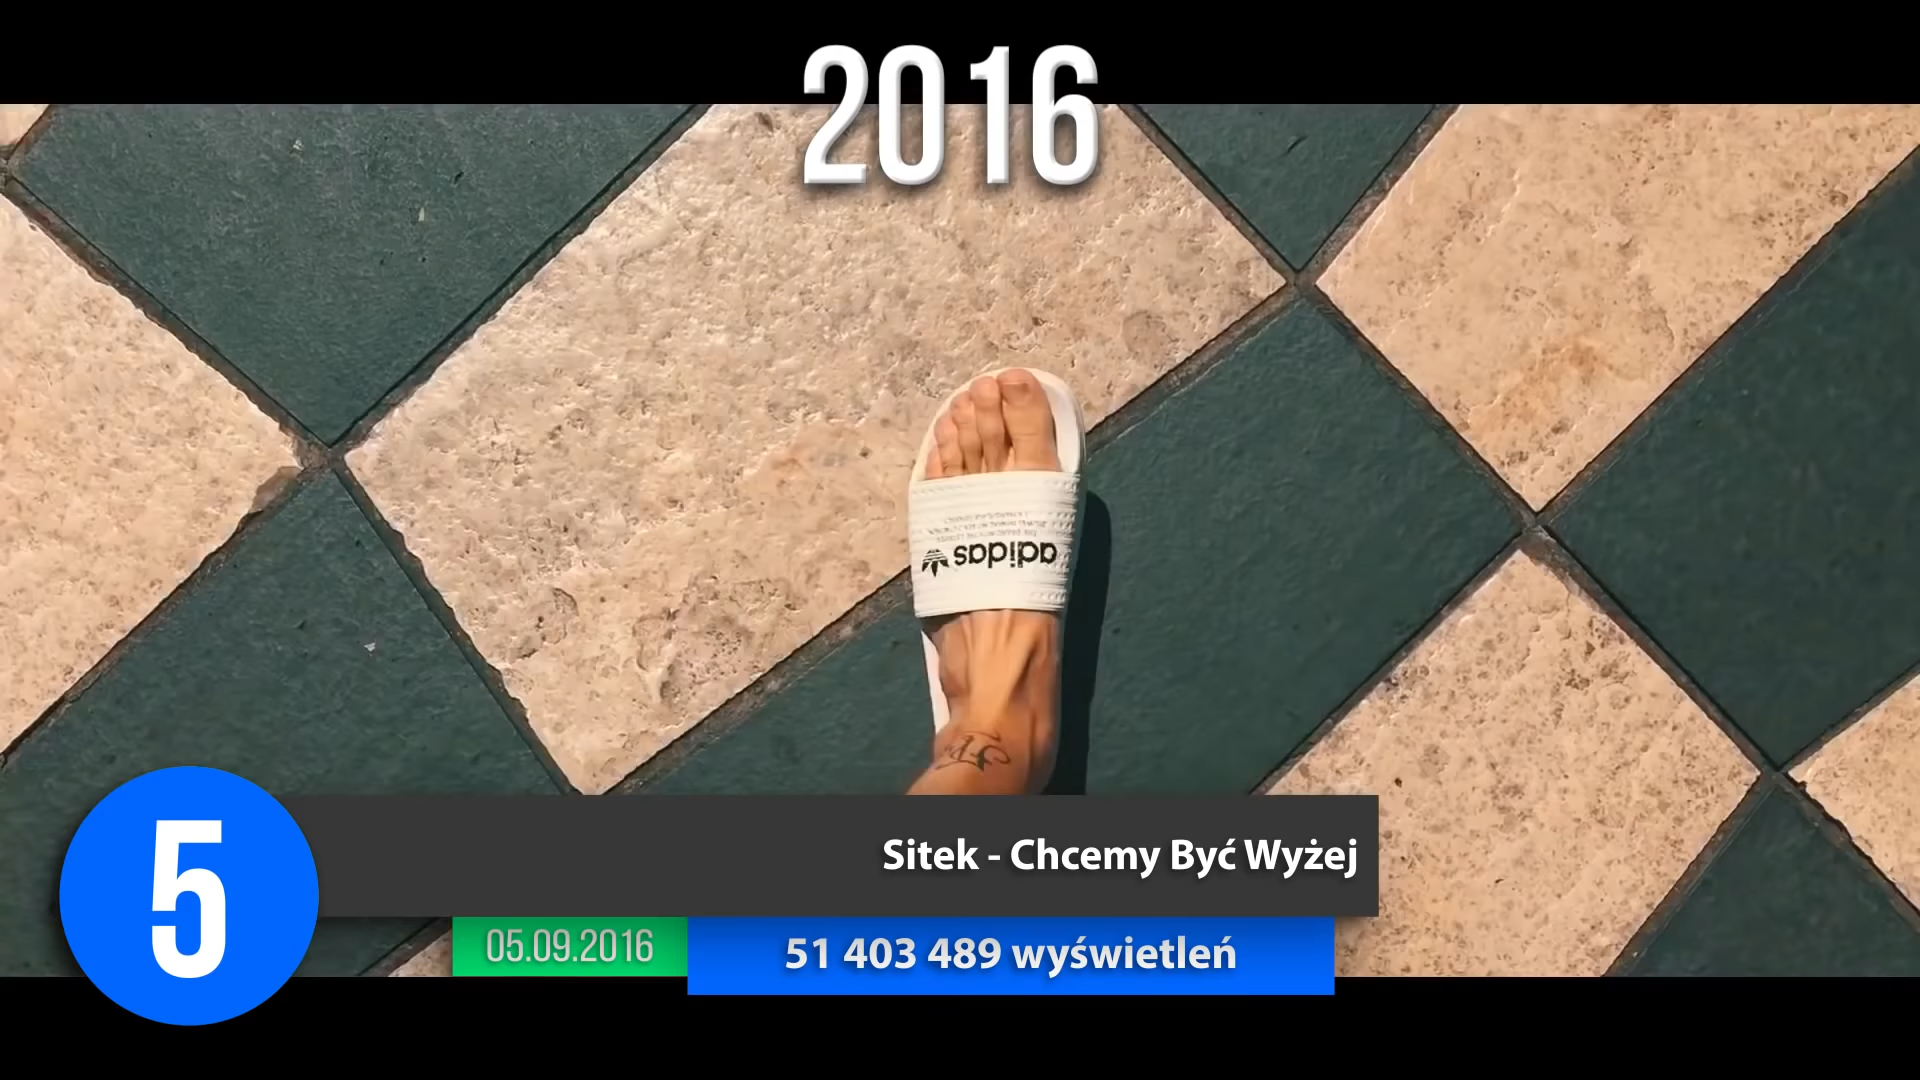 2016
adidas
5
Sitek - Chcemy Być Wyżej
05.09.2016
51 403 489 wyświetleń